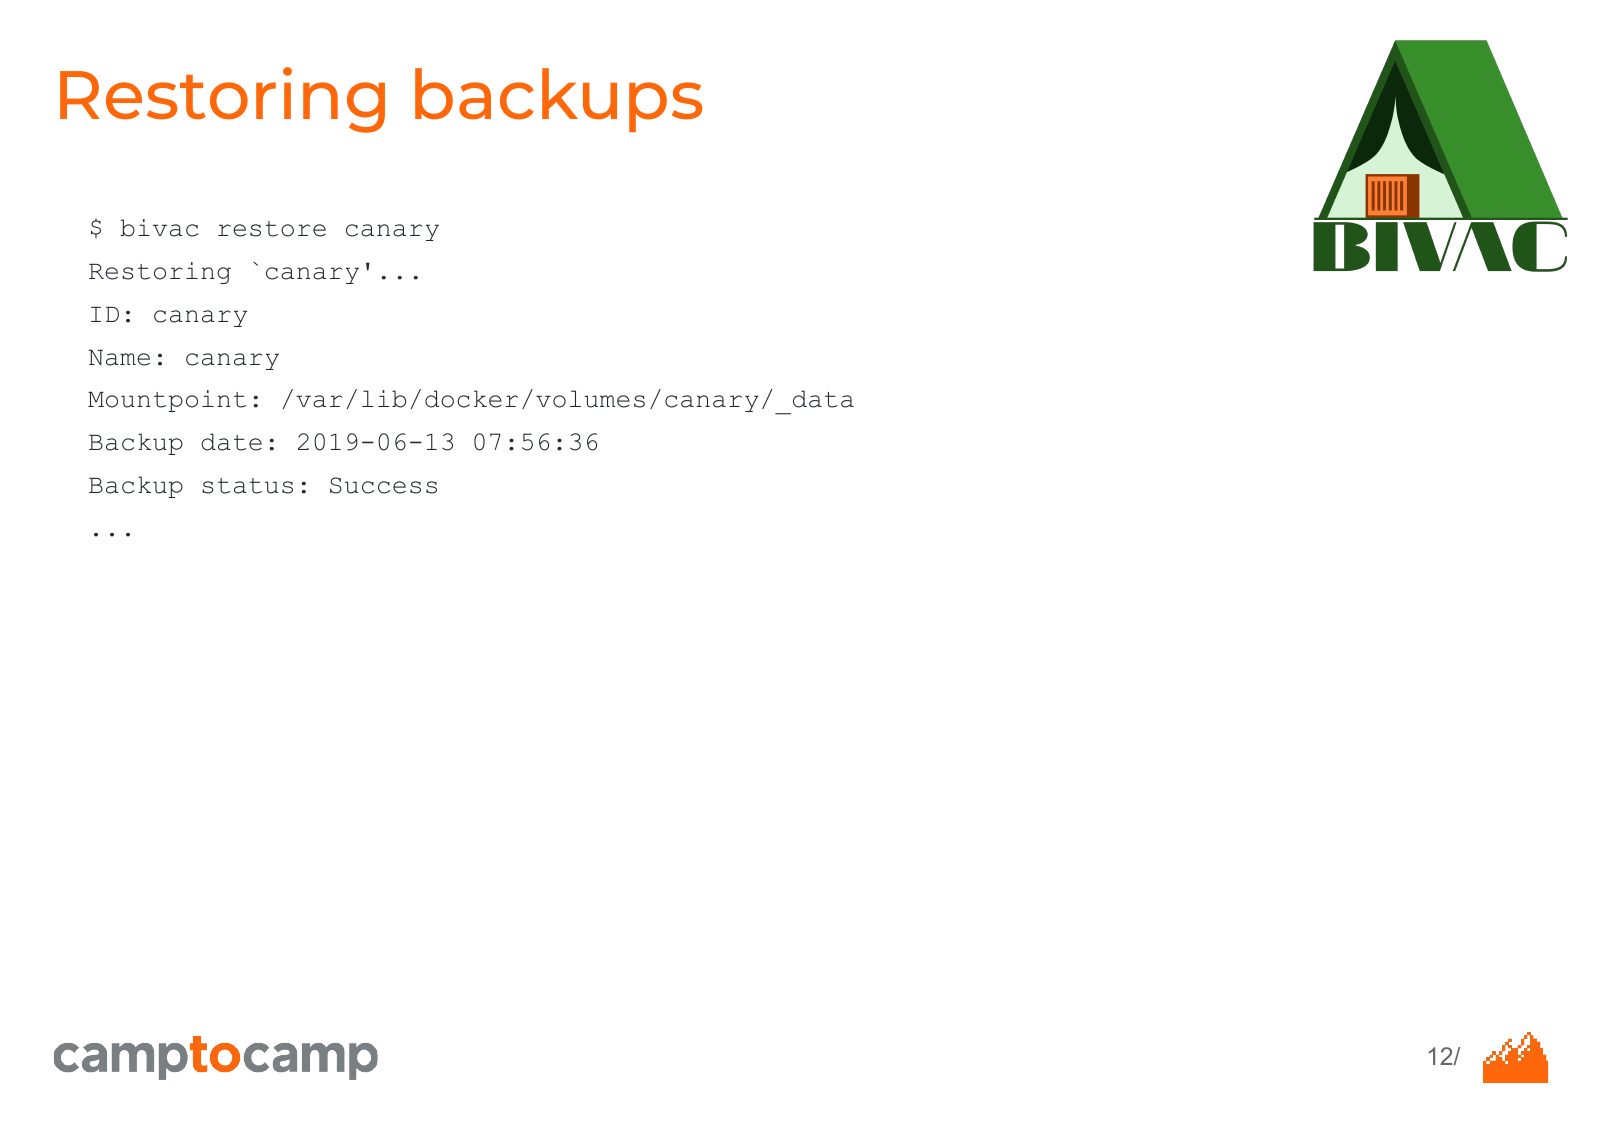 Restoring backups
BIVAC
$ bivac restore canary
Restoring `canary'...
ID: canary
Name: canary
Mountpoint: /var/lib/docker/volumes/canary/_data
Backup date: 2019-06-13 07:56:36
Backup status: Success
...
camptocamp
12/